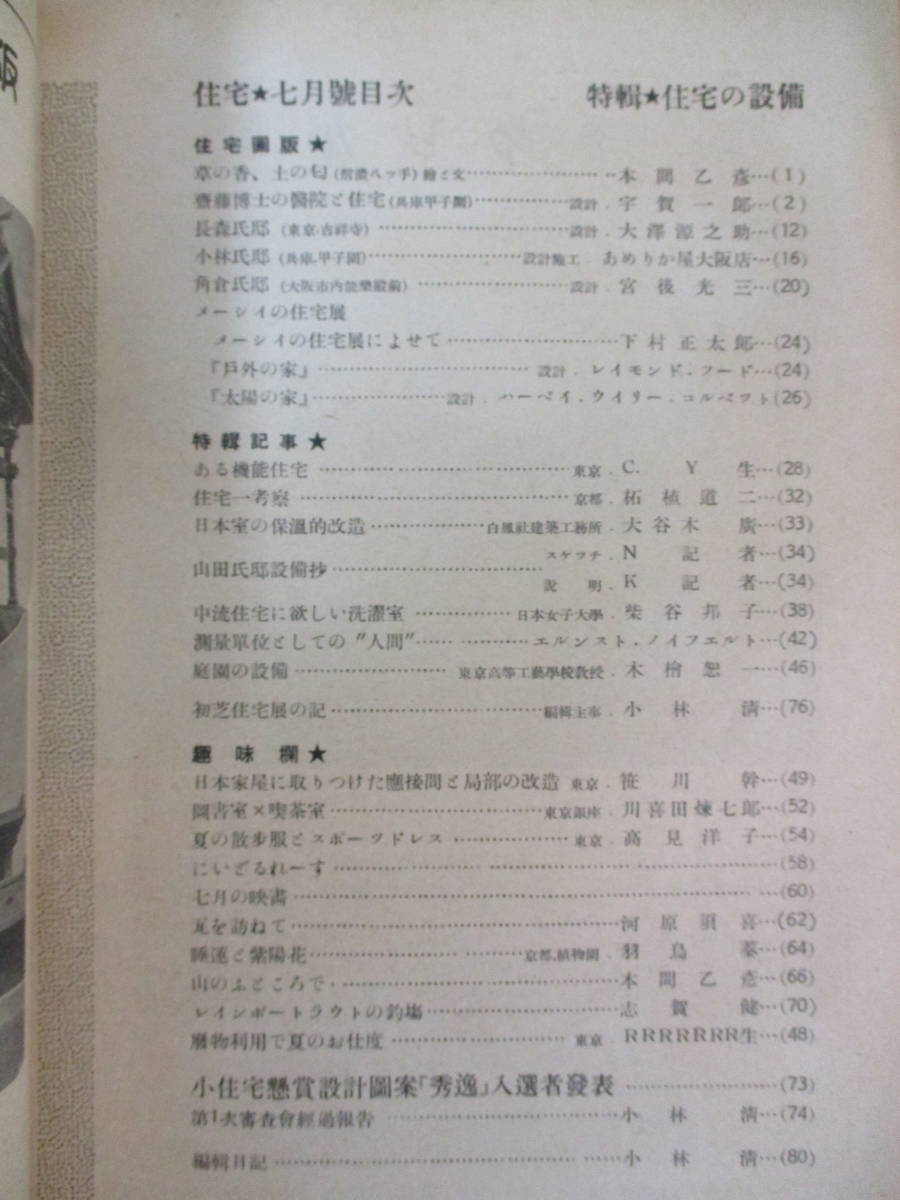 住宅★七月號目次 特輯★住宅の設備
住宅圖版★
草の香、土の匂(信濃八ッ手)繪と文…本間乙彥…(1)
齋藤博士の醫院と住宅(兵庫甲子園)…設計．宇賀一郎…(2)
長森氏邸(東京．吉祥寺)…設計．大澤源之助…(12)
小林氏邸(兵庫．甲子園)…設計施工．あめりか屋大阪店…(16)
角倉氏邸(大阪市內能樂殿前)…設計．宮後光三…(20)
メーシイの住宅展
メーシイの住宅展によせて…下村正太郎…(24)
『戶外の家』…設計．レイモンド．フード…(24)
『太陽の家』…設計．ハーベイ．ウイリー．コルベット(26)
特輯記事★
ある機能住宅…東京．C. Y 生…(28)
住宅一考察…京都．柘植道二…(32)
日本室の保溫的改造…白鳳社建築工務所．大谷木廣…(33)
スケッチ．N 記者…(34)
山田氏邸設備抄…
說明．K 記者…(34)
中流住宅に欲しい洗濯室…日本女子大學．柴谷邦子…(38)
測量單位としての"人間"…エルンスト．ノイフエルト…(42)
庭園の設備…東京高等工藝學校敎授．木檜恕一…(46)
初芝住宅展の記…編輯主事．小林淸…(76)
趣味欄★
日本家屋に取りつけた應接間と局部の改造 東京．笹川幹…(49)
圖書室×喫茶室…東京銀座．川喜田煉七郎…(52)
夏の散步服とスポーツドレス…東京．高見洋子…(54)
にいどるれーす…(58)
七月の映畫…(60)
瓦を訪ねて…河原須喜…(62)
睡蓮と紫陽花…京都．植物園．羽鳥…(64)
山のふところで…本間乙彥…(66)
レインボートラウトの釣場…志賀健…(70)
廢物利用で夏のお仕度…東京．RRRRRRR生…(48)
小住宅懸賞設計圖案「秀逸」入選者發表…(73)
第1次審査會經過報吿…小林淸…(74)
編輯日記…小林淸…(80)